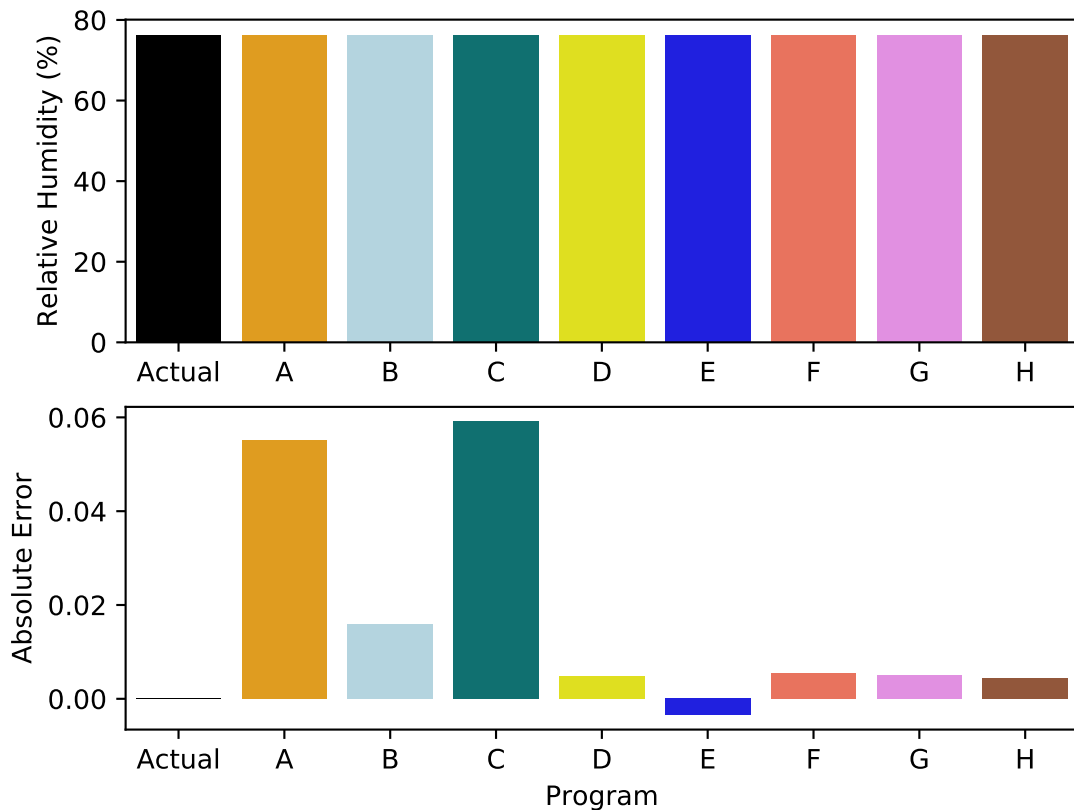 80
60
40
20
0
Relative Humidity (%)
Actual A B C D E F G H
0.06
0.04
0.02
0.00
Absolute Error
Actual A B C D E F G H
Program